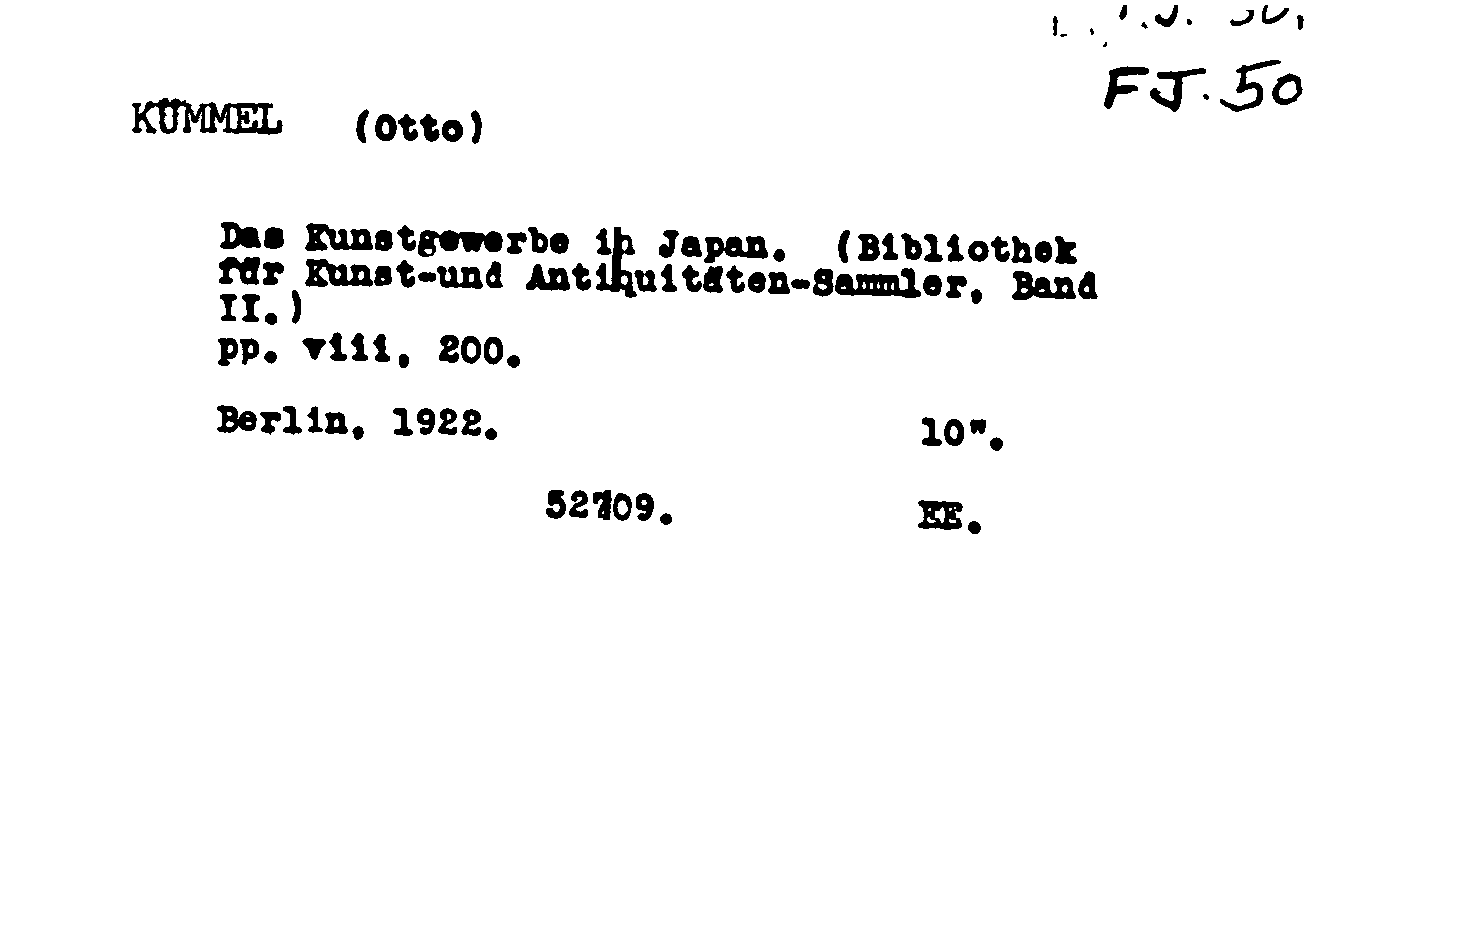 FJ. 50
KÜMMEL (Otto)
Das Kunstgewerbe in Japan. (Bibliothek
für Kunst-und Antiquitäten-Sammler, Band
II.)
pp. viii, 200.
Berlin, 1922.
10".
52709.
EE.